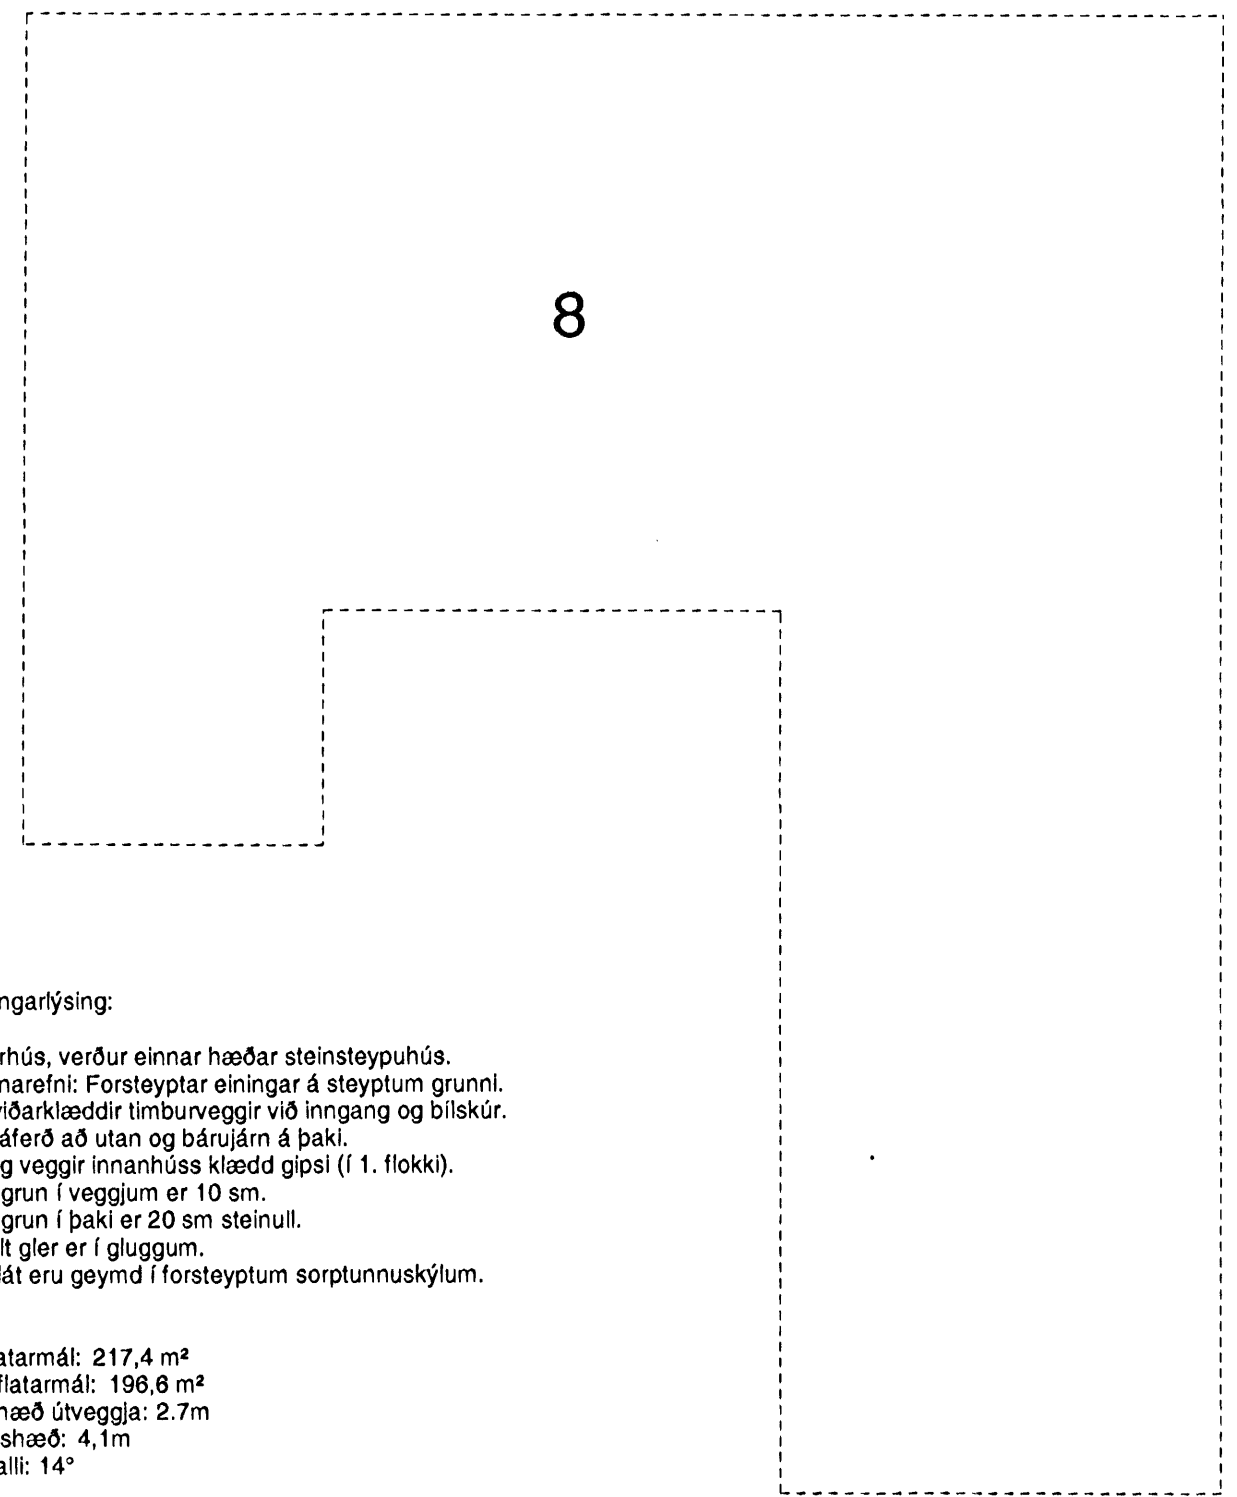 8
ngarlýsing:
rhús, verður einnar hæðar steinsteypuhús.
narefni: Forsteyptar einingar á steyptum grunni.
viðarklæddir timburveggir við inngang og bílskúr.
áferð að utan og bárujárn á þaki.
g veggir innanhúss klædd gipsi (í 1. flokki).
grun í veggjum er 10 sm.
grun í þaki er 20 sm steinull.
lt gler er í gluggum.
lát eru geymd í forsteyptum sorptunnuskýlum.
atarmál: 217,4 m²
flatarmál: 196,6 m²
hæð útveggja: 2.7m
shæð: 4,1m
alli: 14°